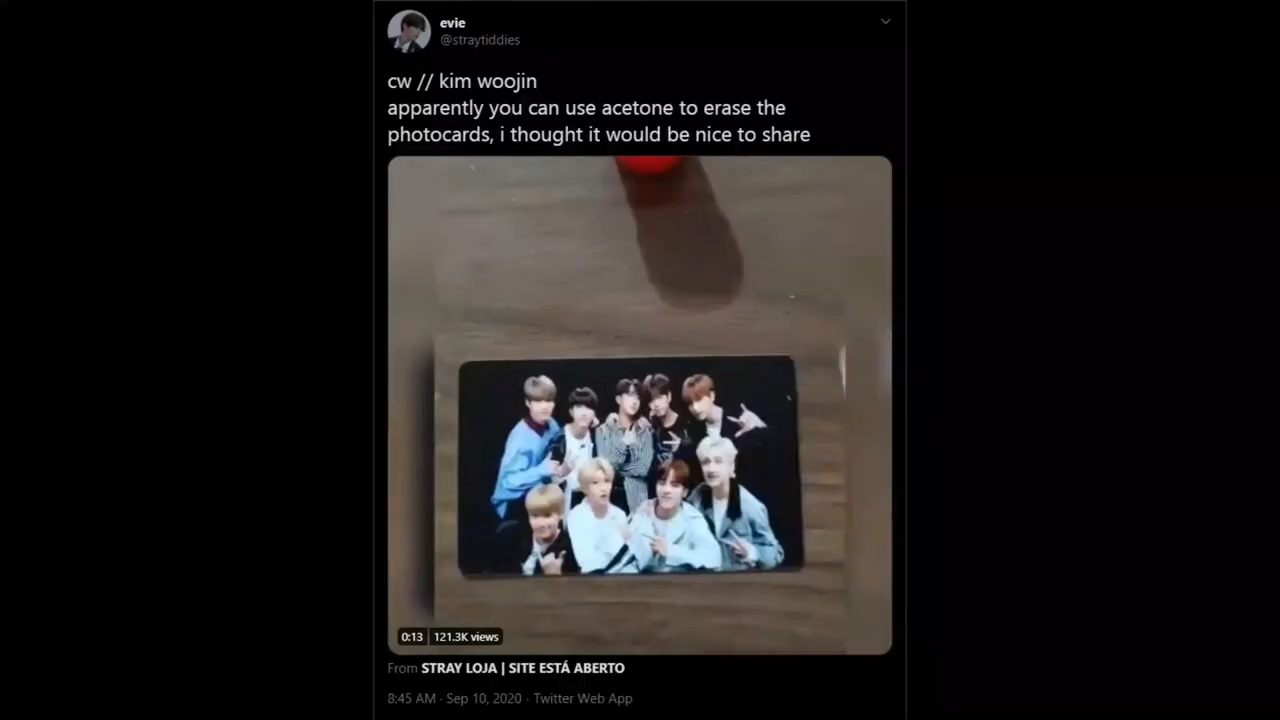 evie
@straytiddies
cw // kim woojin
apparently you can use acetone to erase the
photocards, i thought it would be nice to share
0:13 121.3K views
From STRAY LOJA | SITE ESTÁ ABERTO
8:45 AM · Sep 10, 2020 · Twitter Web App